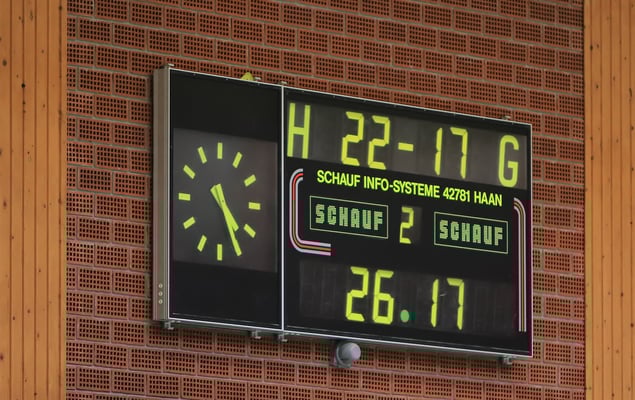 H 22-17 G
SCHAUF INFO-SYSTEME 42781 HAAN
SCHAUF 2 SCHAUF
26.17